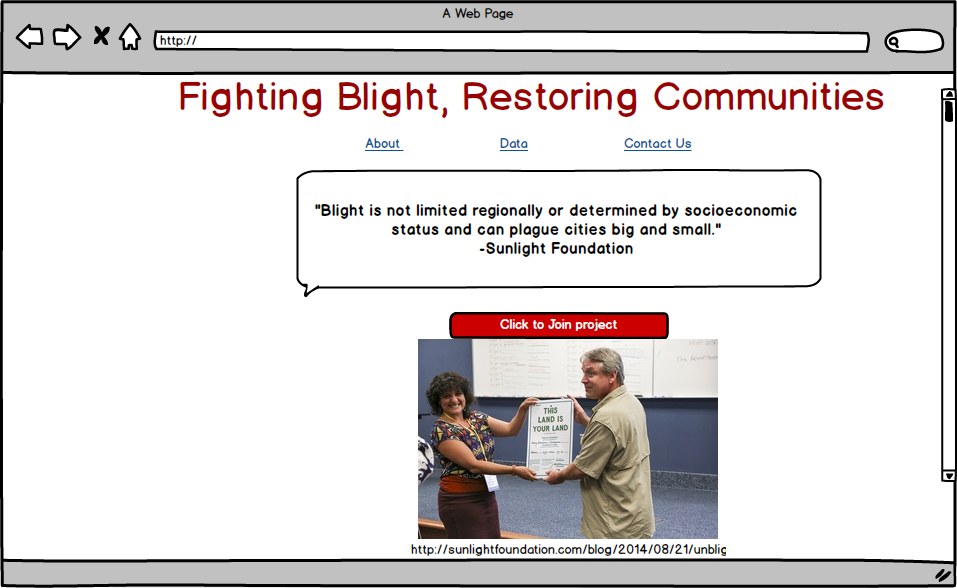 A Web Page
http://
Fighting Blight, Restoring Communities
About Data Contact Us
"Blight is not limited regionally or determined by socioeconomic
status and can plague cities big and small."
-Sunlight Foundation
Click to Join project
THIS
LAND IS
YOUR LAND
http://sunlightfoundation.com/blog/2014/08/21/unblig